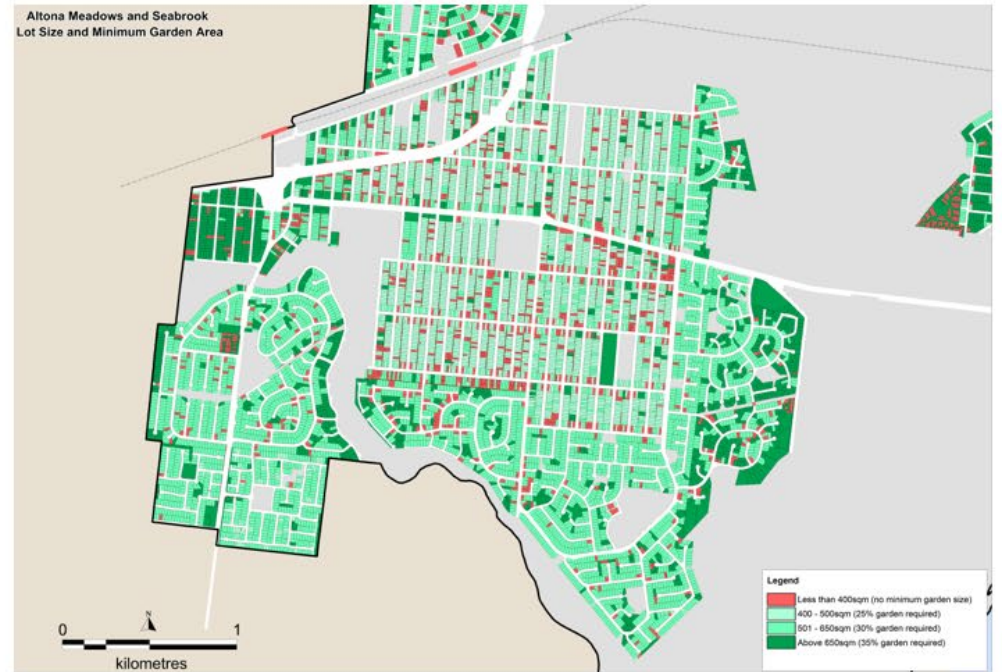 Altona Meadows and Seabrook
Lot Size and Minimum Garden Area
N
0
1
kilometres
Legend
Less than 400sqm (no minimum garden size)
400 - 500sqm (25% garden required)
501 - 650sqm (30% garden required)
Above 650sqm (35% garden required)